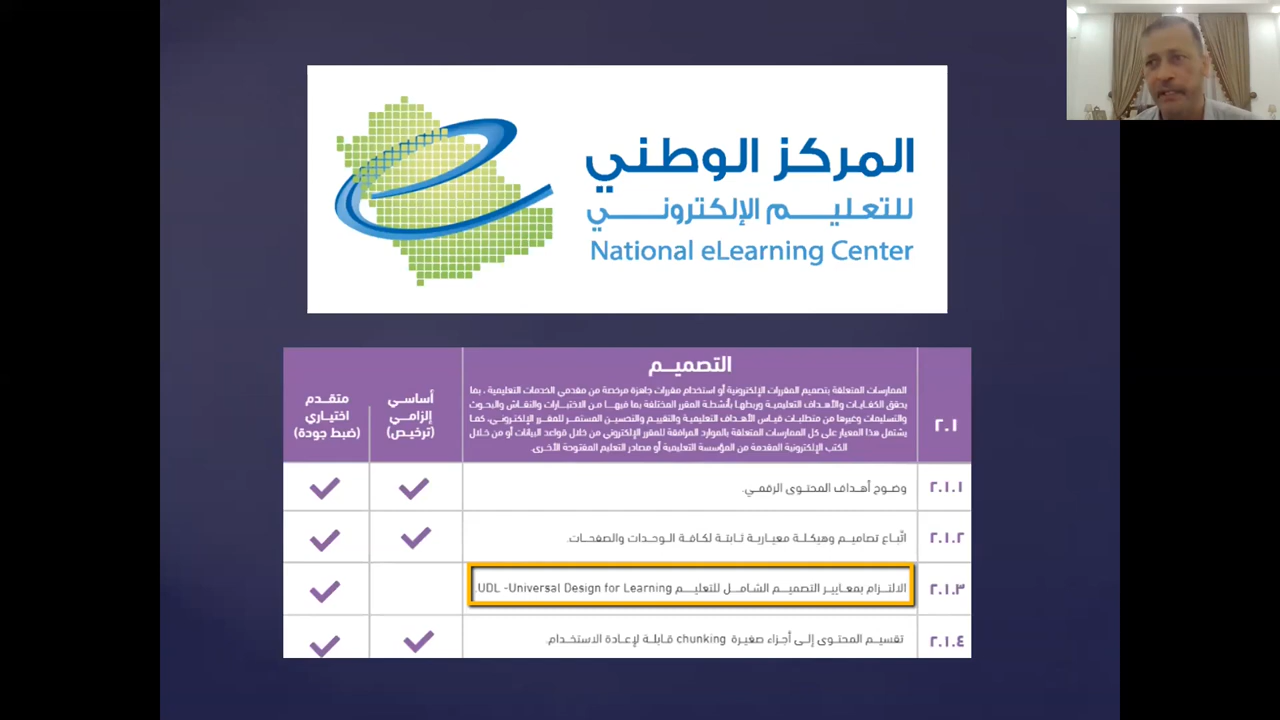 المركز الوطني
للتعليم الإلكتروني
National eLearning Center
٢.١
التصميم
الممارسات المتعلقة بتصميم المقررات الإلكترونية أو استخدام مقررات جاهزة مرخصة من مقدمي الخدمات التعليمية ، بما
يحقق الكفايات والأهداف التعليمية وربطها بأنشطة المقرر المختلفة بما فيها من الاختبارات والنقاش والبحوث
والتسليمات وغيرها من متطلبات قياس الأهداف التعليمية والتقييم والتحسين المستمر للمقرر الإلكتروني، كما
يشتمل هذا المعيار على كل الممارسات المتعلقة بالموارد المرافقة للمقرر الإلكتروني من خلال قواعد البيانات أو من خلال
الكتب الإلكترونية المقدمة من المؤسسة التعليمية أو مصادر التعليم المفتوحة الأخرى.
أساسي
إلزامي
(ترخيص)
متقدم
اختياري
(ضبط جودة)
٢.١.١ وضوح أهداف المحتوى الرقمي.
٢.١.٢ اتّباع تصاميم وهيكلة معيارية ثابتة لكافة الوحدات والصفحات.
٢.١.٣ الالتزام بمعايير التصميم الشامل للتعليم UDL -Universal Design for Learning.
٢.١.٤ تقسيم المحتوى إلى أجزاء صغيرة chunking قابلة لإعادة الاستخدام.